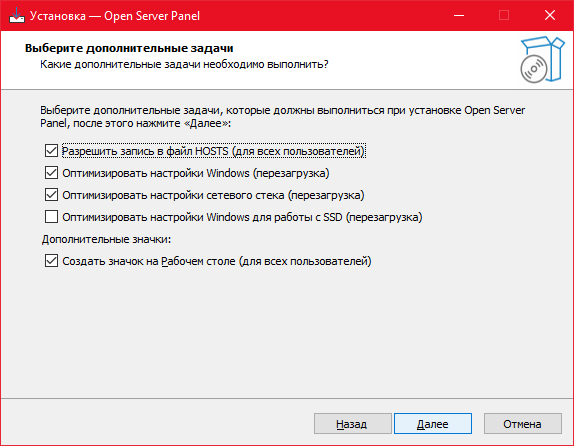 Установка — Open Server Panel
Выберите дополнительные задачи
Какие дополнительные задачи необходимо выполнить?
Выберите дополнительные задачи, которые должны выполниться при установке Open Server
Panel, после этого нажмите «Далее»:
Разрешить запись в файл HOSTS (для всех пользователей)
Оптимизировать настройки Windows (перезагрузка)
Оптимизировать настройки сетевого стека (перезагрузка)
Оптимизировать настройки Windows для работы с SSD (перезагрузка)
Дополнительные значки:
Создать значок на Рабочем столе (для всех пользователей)
Назад
Далее
Отмена